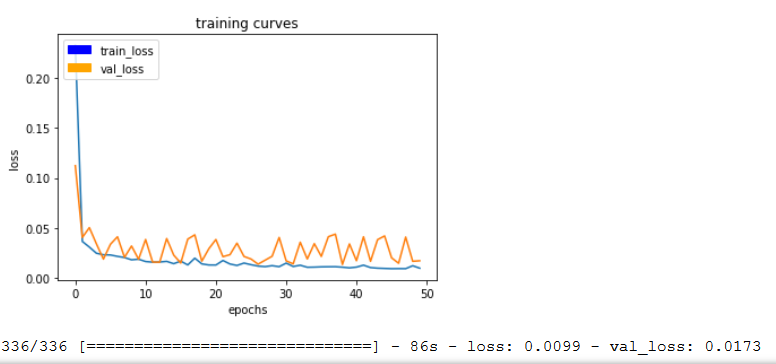 training curves
train_loss
val_loss
0.20
0.15
0.10
0.05
0.00
loss
0 10 20 30 40 50
epochs
336/336 [==============================] - 86s - loss: 0.0099 - val_loss: 0.0173